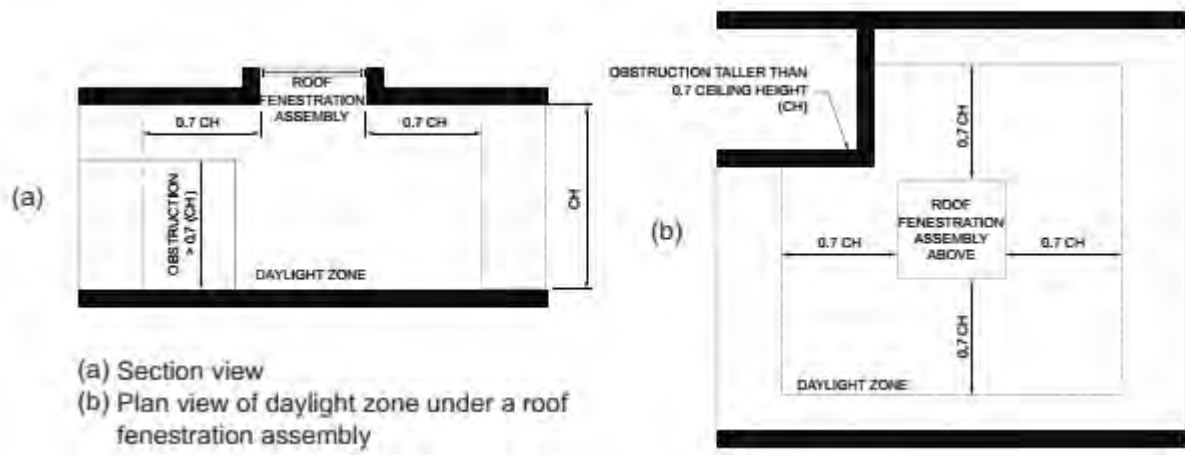 (a)
ROOF
FENESTRATION
ASSEMBLY
0.7 CH
0.7 CH
OBSTRUCTION
> 0.7 (CH)
CH
DAYLIGHT ZONE
(a) Section view
(b) Plan view of daylight zone under a roof
fenestration assembly
(b)
OBSTRUCTION TALLER THAN
0.7 CEILING HEIGHT
(CH)
0.7 CH
ROOF
FENESTRATION
ASSEMBLY
ABOVE
0.7 CH
0.7 CH
0.7 CH
DAYLIGHT ZONE